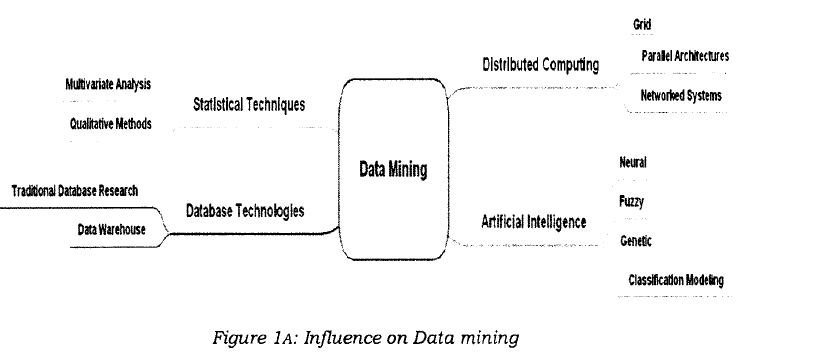 Grid
Distributed Computing
Parallel Architectures
Networked Systems
Multivariate Analysis
Statistical Techniques
Qualitative Methods
Data Mining
Traditional Database Research
Database Technologies
Data Warehouse
Neural
Artificial Intelligence
Fuzzy
Genetic
Classification Modeling
Figure 1A: Influence on Data mining